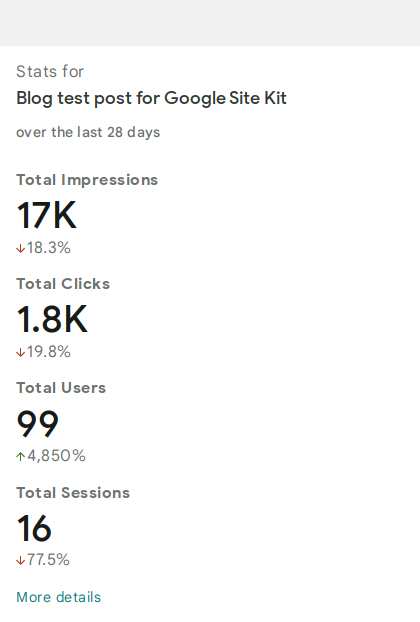 Stats for
Blog test post for Google Site Kit
over the last 28 days
Total Impressions
17K
↓18.3%
Total Clicks
1.8K
↓19.8%
Total Users
99
↑4,850%
Total Sessions
16
↓77.5%
More details